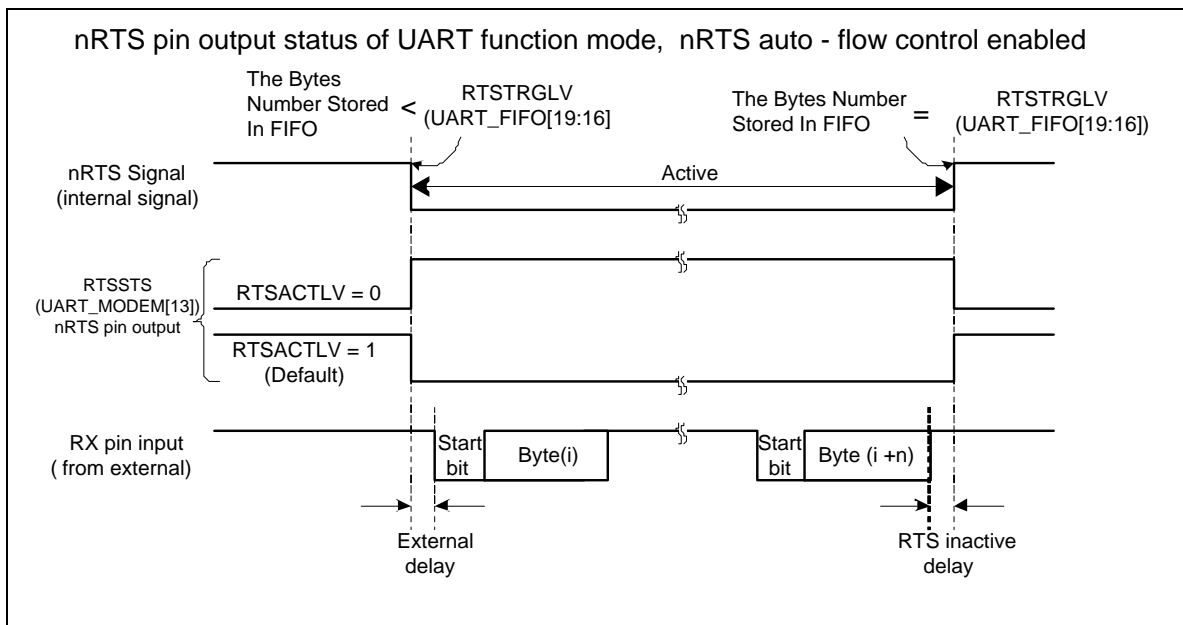 nRTS pin output status of UART function mode, nRTS auto - flow control enabled
The Bytes
Number Stored
In FIFO
<
RTSTRGLV
(UART_FIFO[19:16]
The Bytes Number
Stored In FIFO
=
RTSTRGLV
(UART_FIFO[19:16])
nRTS Signal
(internal signal)
Active
RTSSTS
(UART_MODEM[13])
nRTS pin output
RTSACTLV = 0
RTSACTLV = 1
(Default)
RX pin input
( from external)
Start
bit
Byte(i)
Start
bit
Byte (i +n)
External
delay
RTS inactive
delay